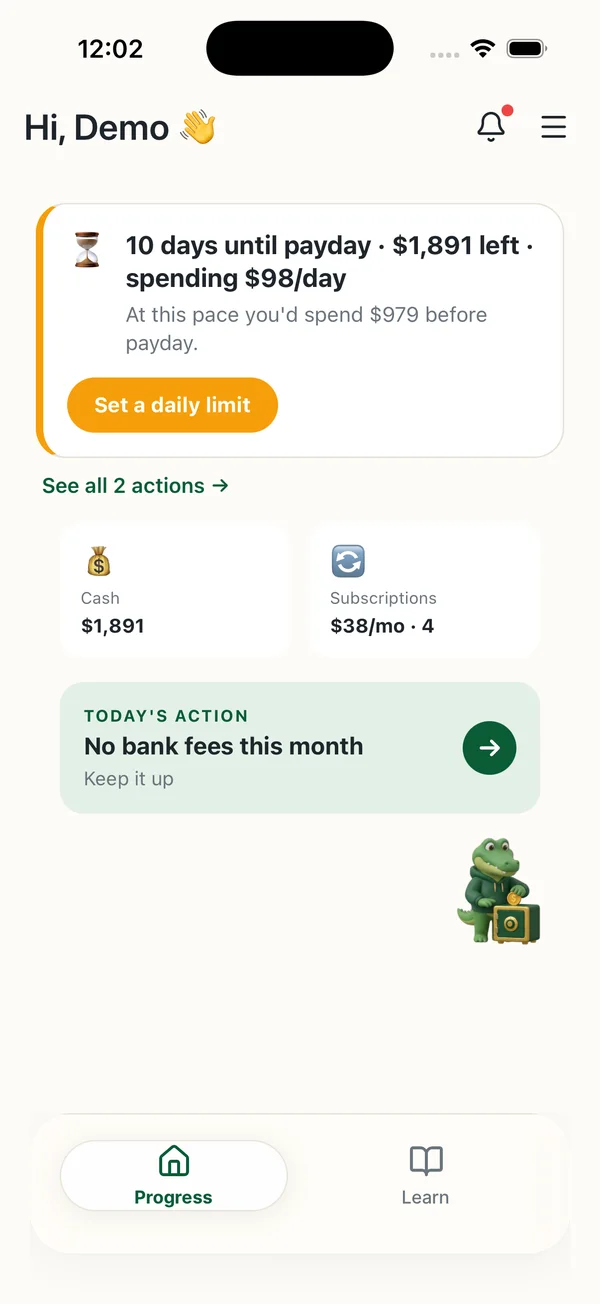 12:02
Hi, Demo 👋
10 days until payday · $1,891 left ·
spending $98/day
At this pace you'd spend $979 before
payday.
Set a daily limit
See all 2 actions →
Cash
$1,891
Subscriptions
$38/mo · 4
TODAY'S ACTION
No bank fees this month
Keep it up
Progress
Learn